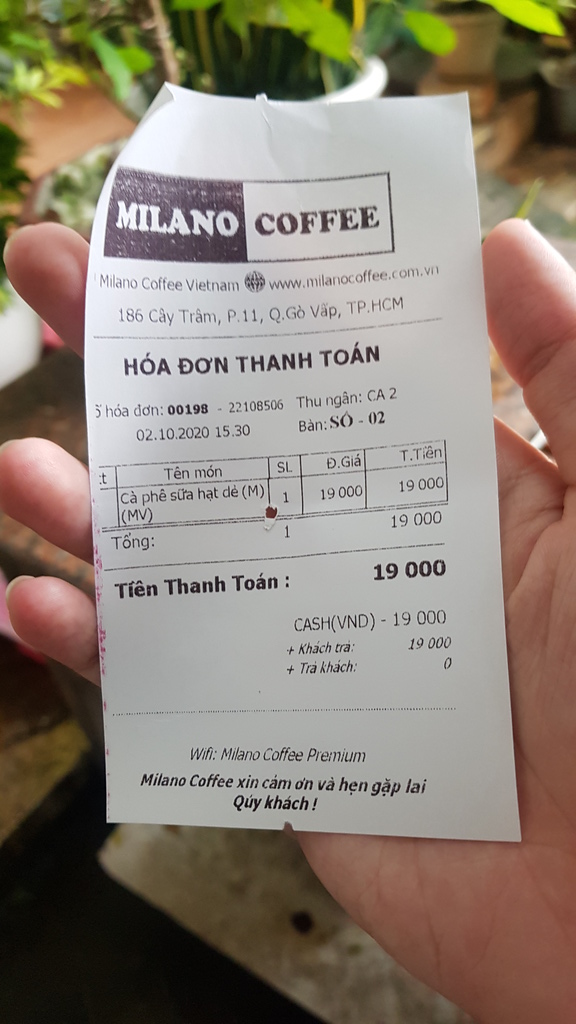 MILANO COFFEE
Milano Coffee Vietnam www.milanocoffee.com.vn
186 Cây Trâm, P.11, Q.Gò Vấp, TP.HCM
HÓA ĐƠN THANH TOÁN
ố hóa đơn: 00198 - 22108506 Thu ngân: CA 2
02.10.2020 15.30 Bàn: SỐ - 02
t Tên món SL Đ.Giá T.Tiền
Cà phê sữa hạt dẻ (M) 1 19 000 19 000
(MV)
Tổng: 1 19 000
Tiền Thanh Toán : 19 000
CASH(VND) - 19 000
+ Khách trả: 19 000
+ Trả khách: 0
Wifi: Milano Coffee Premium
Milano Coffee xin cảm ơn và hẹn gặp lai
Qúy khách !